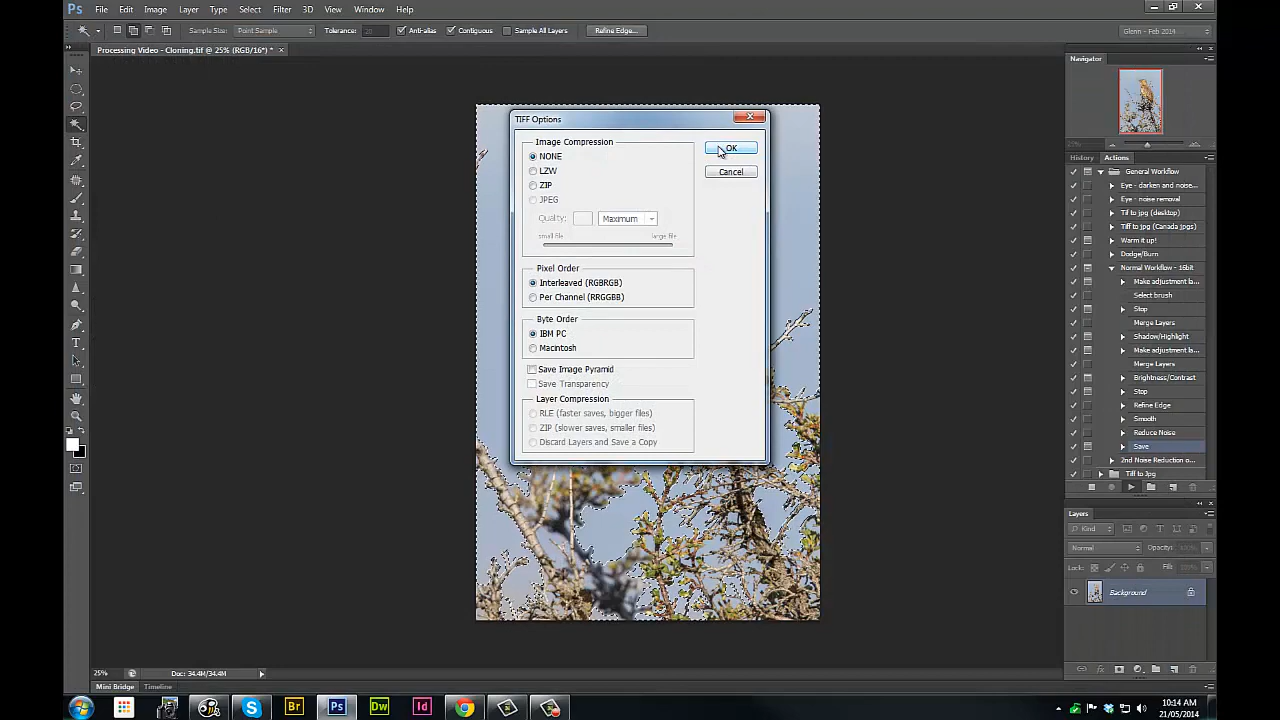 Ps File Edit Image Layer Type Select Filter 3D View Window Help
Sample Size: Point Sample Tolerance: 20 Anti-alias Contiguous Sample All Layers Refine Edge... Glenn - Feb 2014
Processing Video - Cloning.tif @ 25% (RGB/16*) * ×
TIFF Options
Image Compression
NONE
LZW
ZIP
JPEG
Quality: Maximum
small file large file
Pixel Order
Interleaved (RGBRGB)
Per Channel (RRGGBB)
Byte Order
IBM PC
Macintosh
Save Image Pyramid
Save Transparency
Layer Compression
RLE (faster saves, bigger files)
ZIP (slower saves, smaller files)
Discard Layers and Save a Copy
OK
Cancel
Navigator
25%
History Actions
General Workflow
Eye - darken and noise...
Eye - noise removal
Tif to jpg (desktop)
Tiff to jpg (Canada jpgs)
Warm it up!
Dodge/Burn
Normal Workflow - 16bit
Make adjustment la...
Select brush
Stop
Merge Layers
Shadow/Highlight
Make adjustment la...
Merge Layers
Brightness/Contrast
Stop
Refine Edge
Smooth
Reduce Noise
Save
2nd Noise Reduction o...
Tiff to Jpg
Layers
Kind
Normal Opacity: 100%
Lock: Fill: 100%
Background
25% Doc: 34.4M/34.4M
Mini Bridge Timeline
Br Ps Dw Id
10:14 AM
21/05/2014